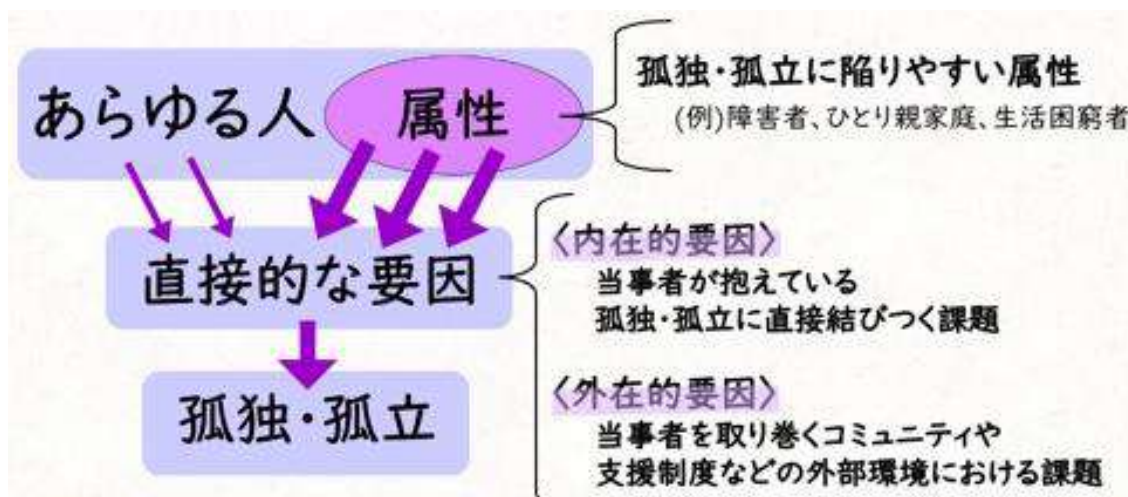 あらゆる人
属性
孤独・孤立に陥りやすい属性
(例)障害者、ひとり親家庭、生活困窮者
直接的な要因
〈内在的要因〉
当事者が抱えている
孤独・孤立に直接結びつく課題
孤独・孤立
〈外在的要因〉
当事者を取り巻くコミュニティや
支援制度などの外部環境における課題